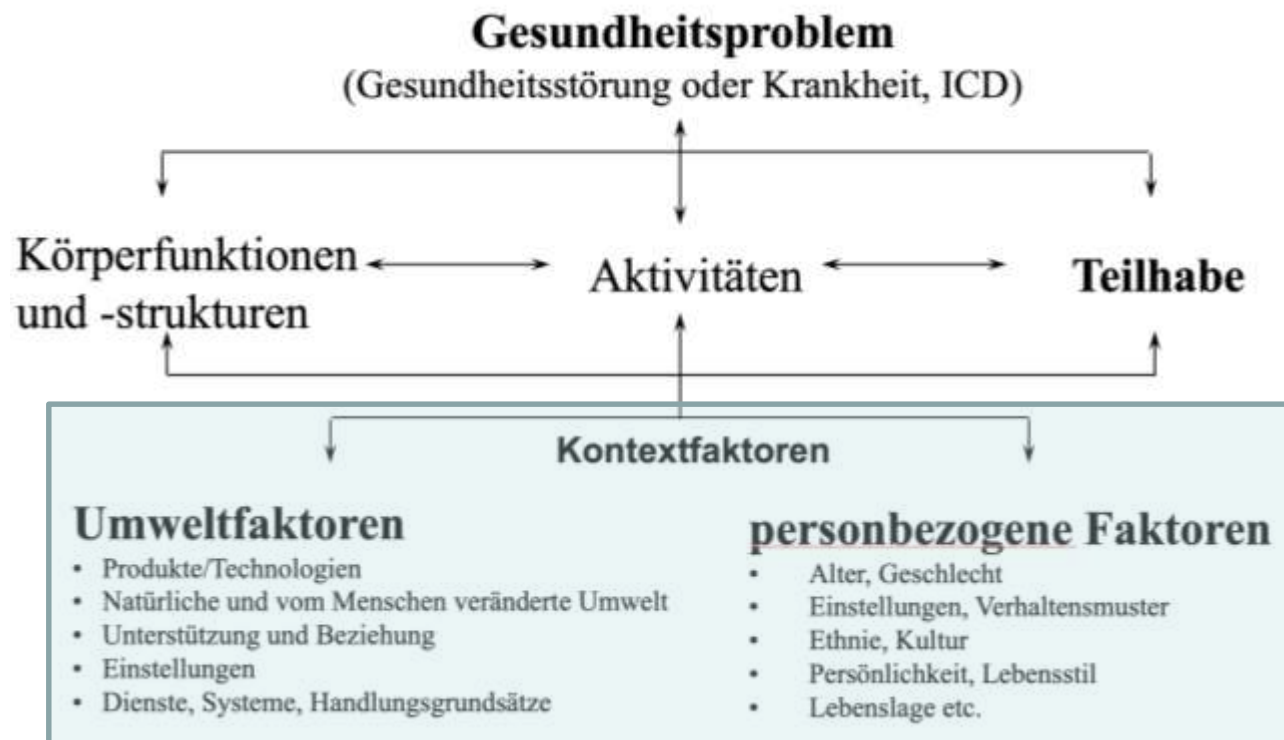 Gesundheitsproblem
(Gesundheitsstörung oder Krankheit, ICD)
Körperfunktionen
und -strukturen
Aktivitäten
Teilhabe
Kontextfaktoren
Umweltfaktoren
• Produkte/Technologien
• Natürliche und vom Menschen veränderte Umwelt
• Unterstützung und Beziehung
• Einstellungen
• Dienste, Systeme, Handlungsgrundsätze
personbezogene Faktoren
• Alter, Geschlecht
• Einstellungen, Verhaltensmuster
• Ethnie, Kultur
• Persönlichkeit, Lebensstil
• Lebenslage etc.